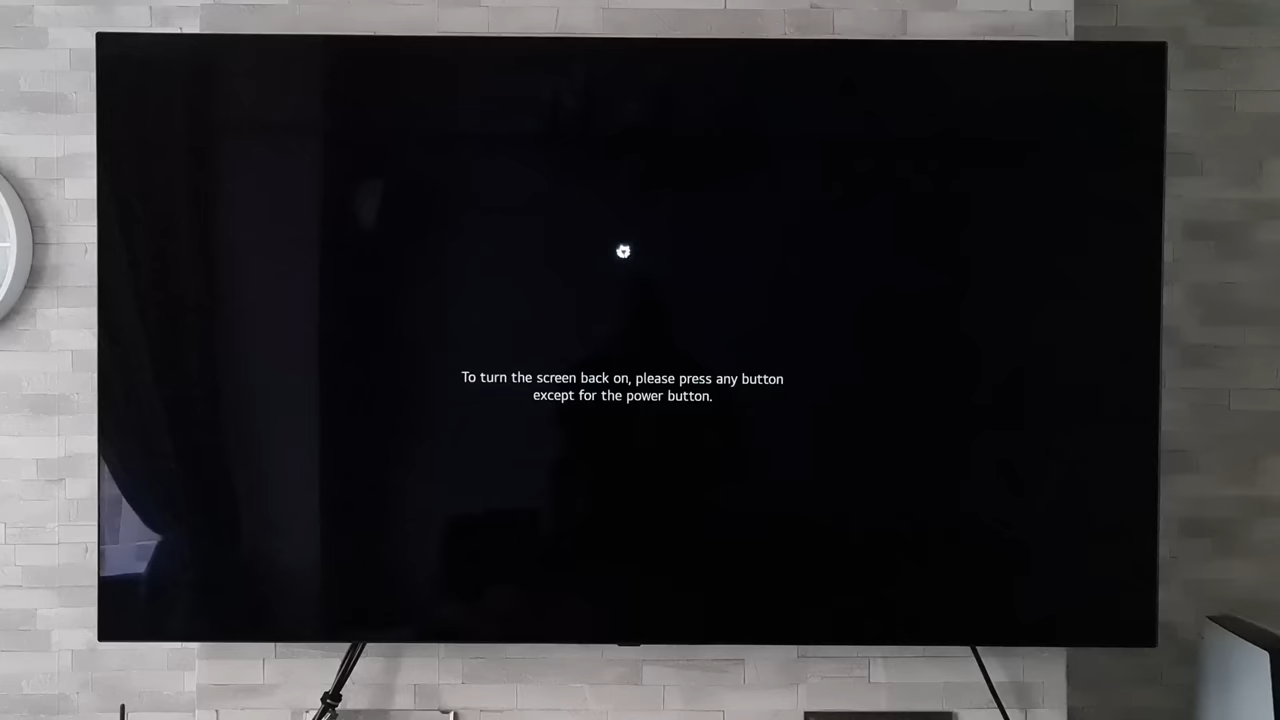 To turn the screen back on, please press any button
except for the power button.